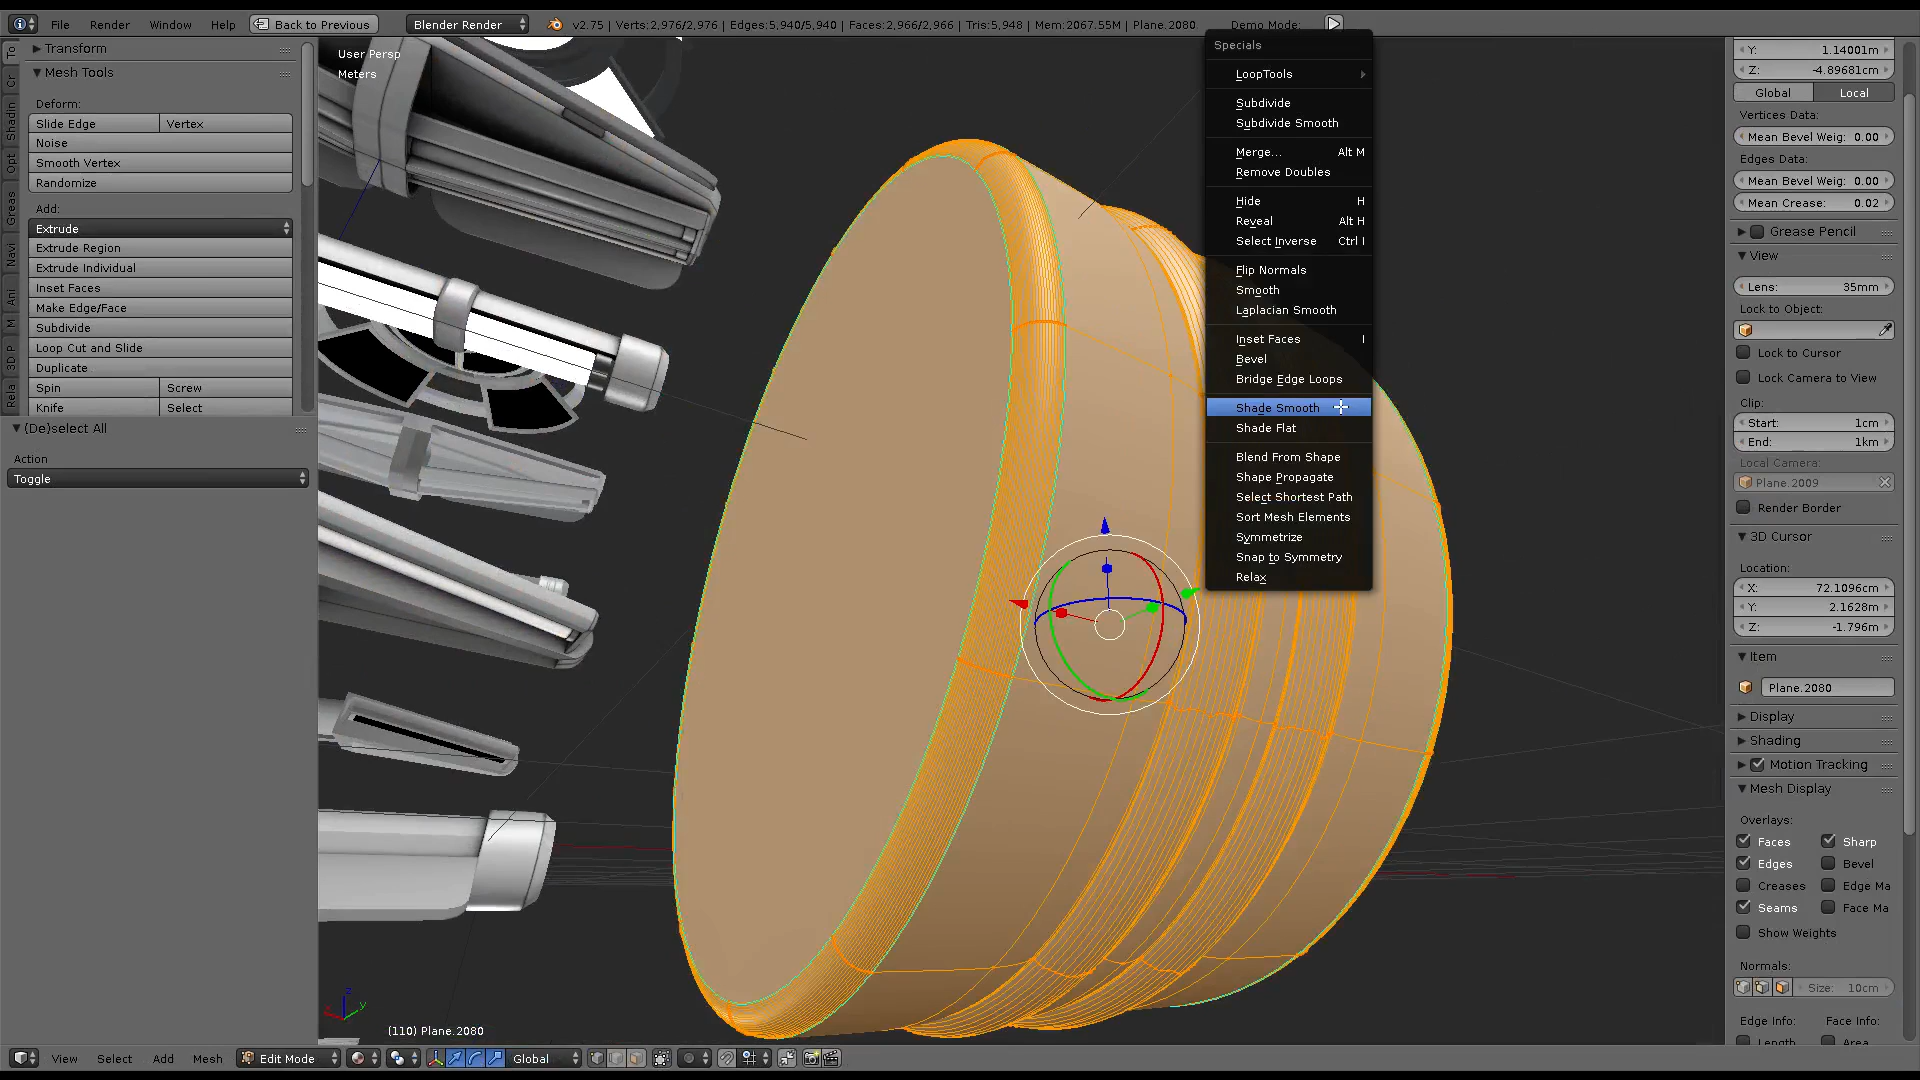 File Render Window Help Back to Previous Blender Render v2.75 | Verts:2,976/2,976 | Edges:5,940/5,940 | Faces:2,966/2,966 | Tris:5,948 | Mem:2067.55M | Plane.2080 Demo Mode:
Transform
Mesh Tools
Deform:
Slide Edge Vertex
Noise
Smooth Vertex
Randomize
Add:
Extrude
Extrude Region
Extrude Individual
Inset Faces
Make Edge/Face
Subdivide
Loop Cut and Slide
Duplicate
Spin Screw
Knife Select
To
Cr
Shadin
Opt
Greas
Navi
Ani
M
3D P
Rela
(De)select All
Action
Toggle
User Persp
Meters
Specials
LoopTools
Subdivide
Subdivide Smooth
Merge... Alt M
Remove Doubles
Hide H
Reveal Alt H
Select Inverse Ctrl I
Flip Normals
Smooth
Laplacian Smooth
Inset Faces I
Bevel
Bridge Edge Loops
Shade Smooth
Shade Flat
Blend From Shape
Shape Propagate
Select Shortest Path
Sort Mesh Elements
Symmetrize
Snap to Symmetry
Relax
z
y
x
(110) Plane.2080
Y: 1.14001m
Z: -4.89681cm
Global Local
Vertices Data:
Mean Bevel Weig: 0.00
Edges Data:
Mean Bevel Weig: 0.00
Mean Crease: 0.02
Grease Pencil
View
Lens: 35mm
Lock to Object:
Lock to Cursor
Lock Camera to View
Clip:
Start: 1cm
End: 1km
Local Camera:
Plane.2009
Render Border
3D Cursor
Location:
X: 72.1096cm
Y: 2.1628m
Z: -1.796m
Item
Plane.2080
Display
Shading
Motion Tracking
Mesh Display
Overlays:
Faces Sharp
Edges Bevel
Creases Edge Ma
Seams Face Ma
Show Weights
Normals:
Size: 10cm
Edge Info: Face Info:
Length Area
View Select Add Mesh Edit Mode Global